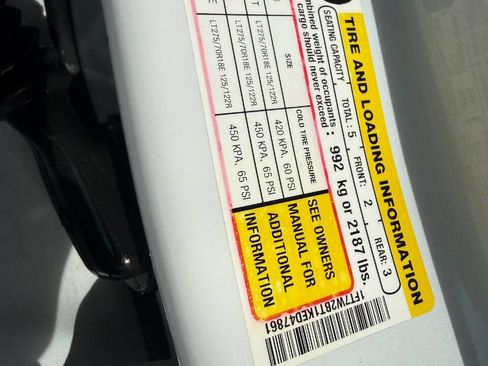 TIRE AND LOADING INFORMATION
SEATING CAPACITY TOTAL: 5 FRONT: 2 REAR: 3
mbined weight of occupants
cargo should never exceed : 992 kg or 2187 lbs.
SIZE COLD TIRE PRESSURE
LT275/70R18E 125/122R 420 KPA, 60 PSI
LT275/70R18E 125/122R 450 KPA, 65 PSI
LT275/70R18E 125/122R 450 KPA, 65 PSI
SEE OWNERS
MANUAL FOR
ADDITIONAL
INFORMATION
1FT7W2BT1KED47861